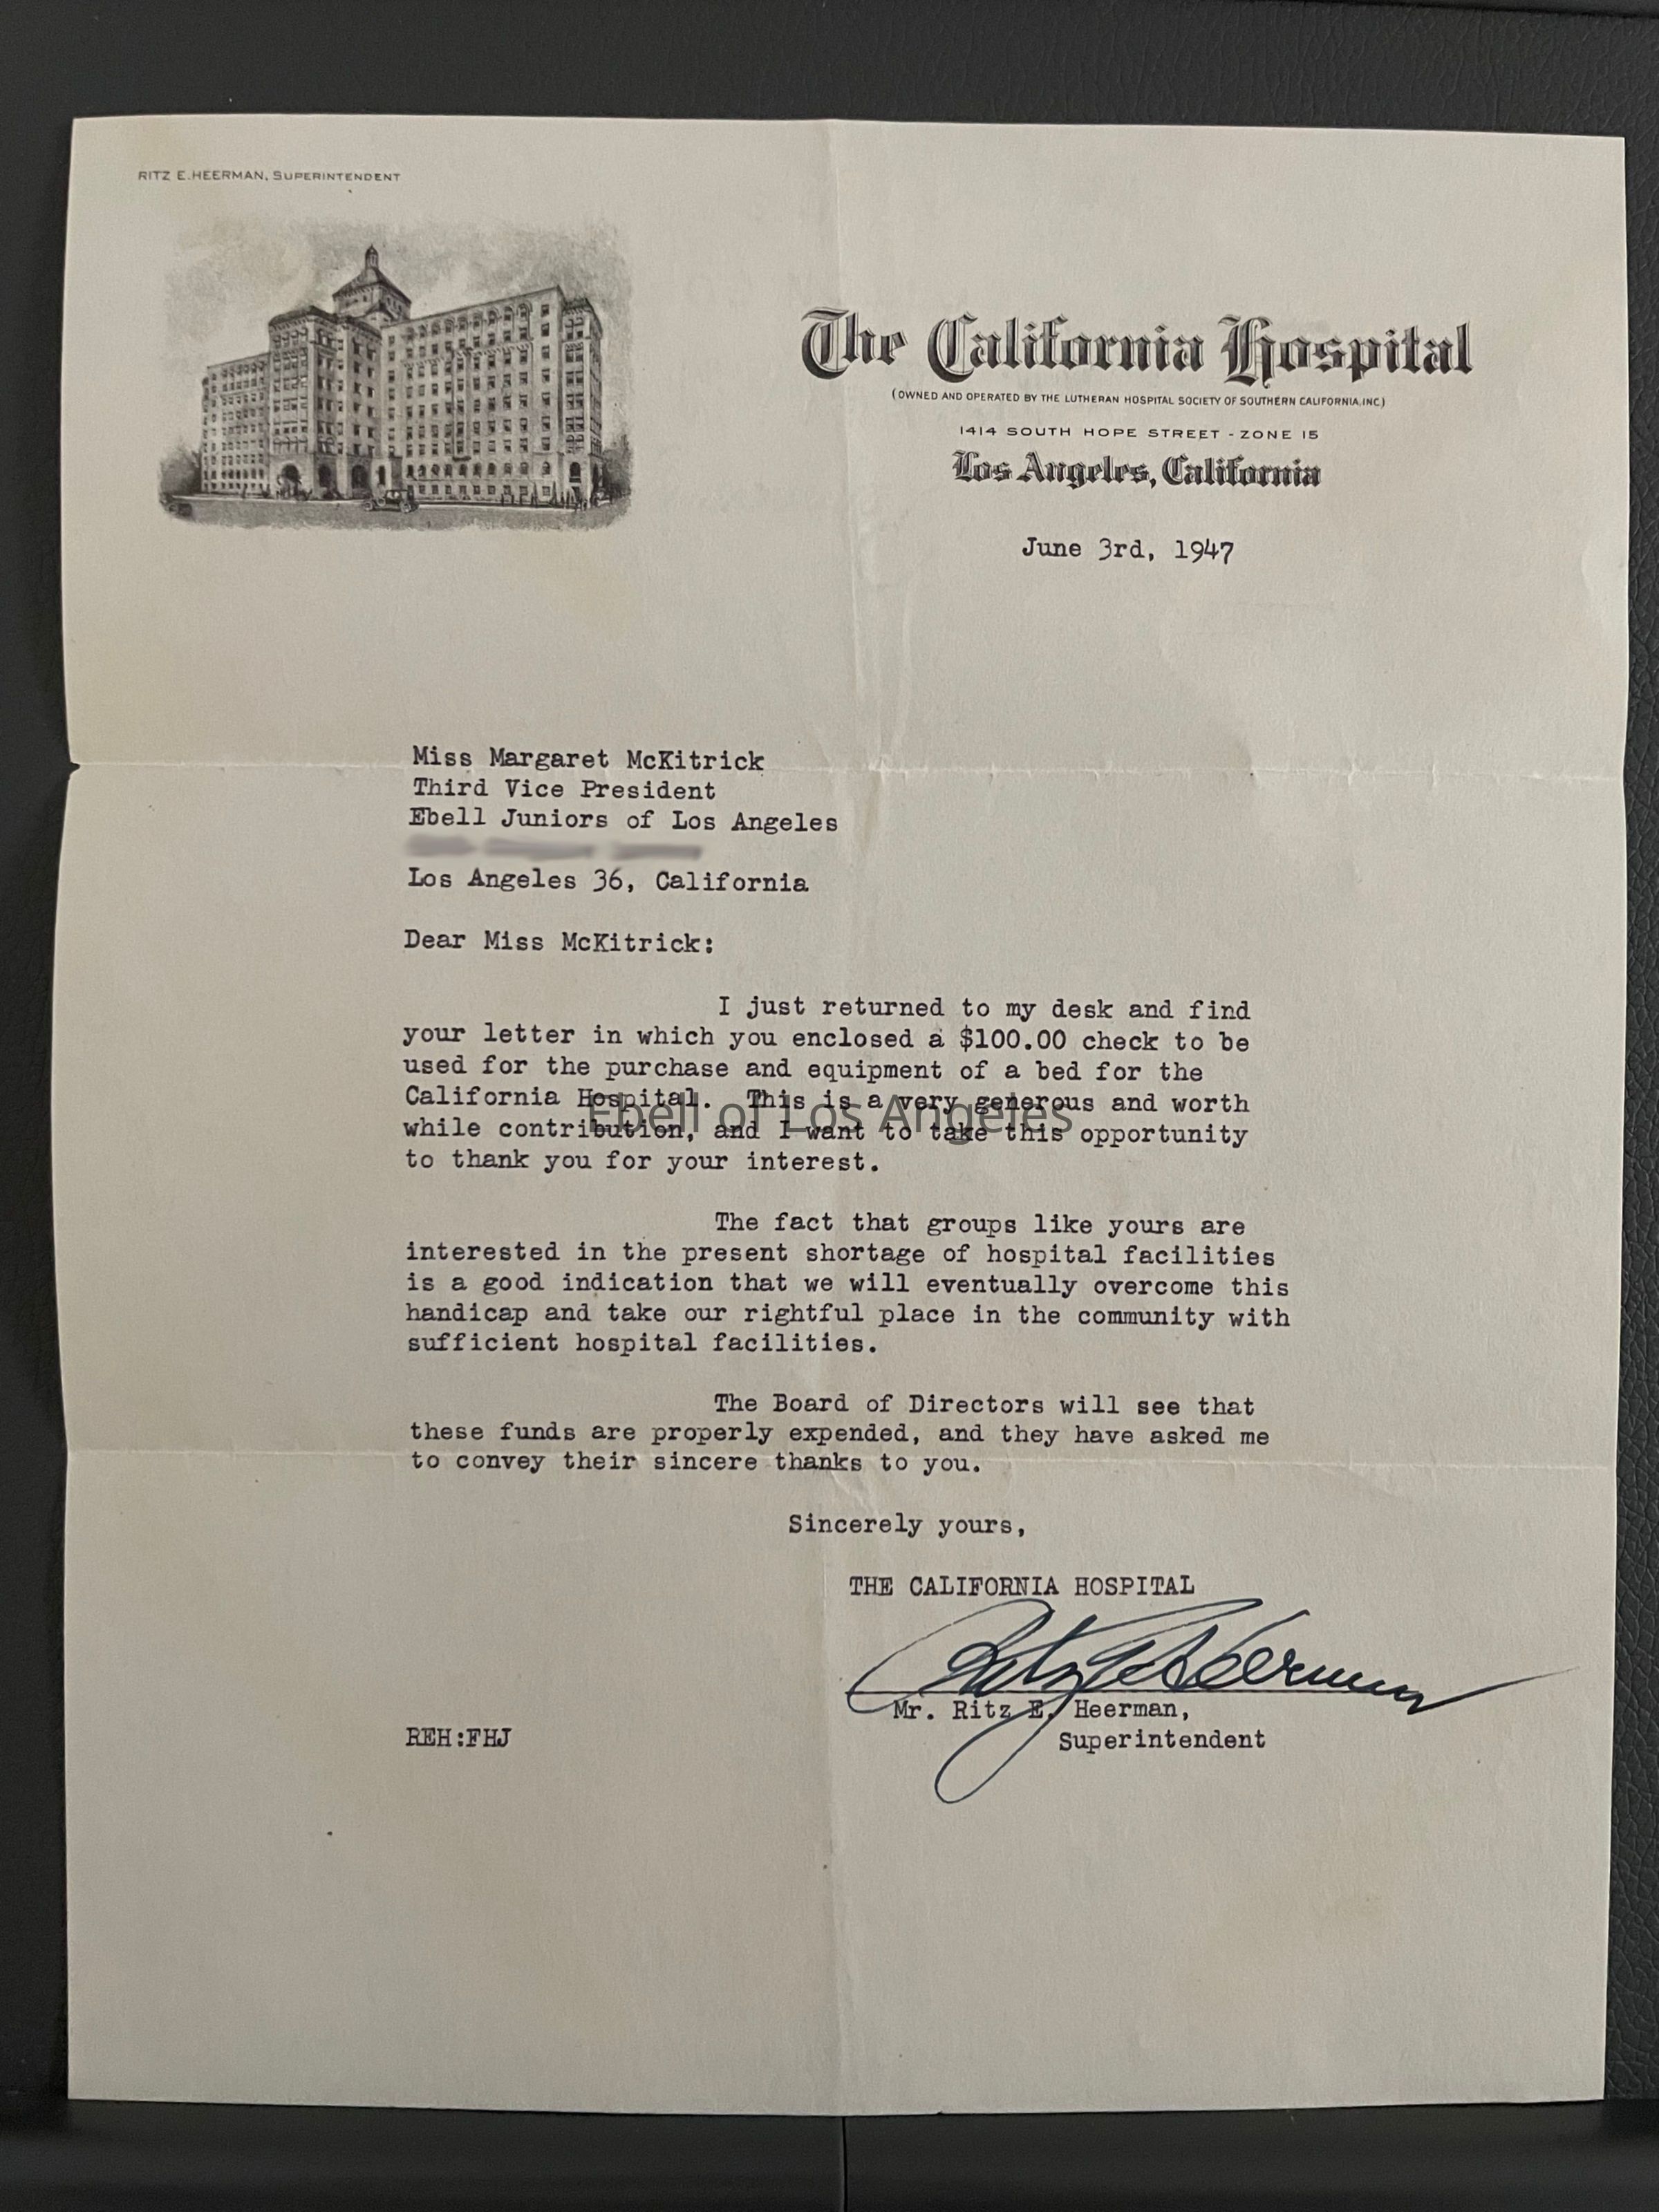 RITZ E. HEERMAN, SUPERINTENDENT
The California Hospital
(OWNED AND OPERATED BY THE LUTHERAN HOSPITAL SOCIETY OF SOUTHERN CALIFORNIA, INC.)
1414 SOUTH HOPE STREET - ZONE 15
Los Angeles, California
June 3rd, 1947
Miss Margaret McKitrick
Third Vice President
Ebell Juniors of Los Angeles
Los Angeles 36, California
Dear Miss McKitrick:
I just returned to my desk and find
your letter in which you enclosed a $100.00 check to be
used for the purchase and equipment of a bed for the
California Hospital. This is a very generous and worth
while contribution, and I want to take this opportunity
to thank you for your interest.
Ebell of Los Angeles
The fact that groups like yours are
interested in the present shortage of hospital facilities
is a good indication that we will eventually overcome this
handicap and take our rightful place in the community with
sufficient hospital facilities.
The Board of Directors will see that
these funds are properly expended, and they have asked me
to convey their sincere thanks to you.
Sincerely yours,
THE CALIFORNIA HOSPITAL
Ritz E. Heerman
Mr. Ritz E. Heerman,
Superintendent
REH:FHJ